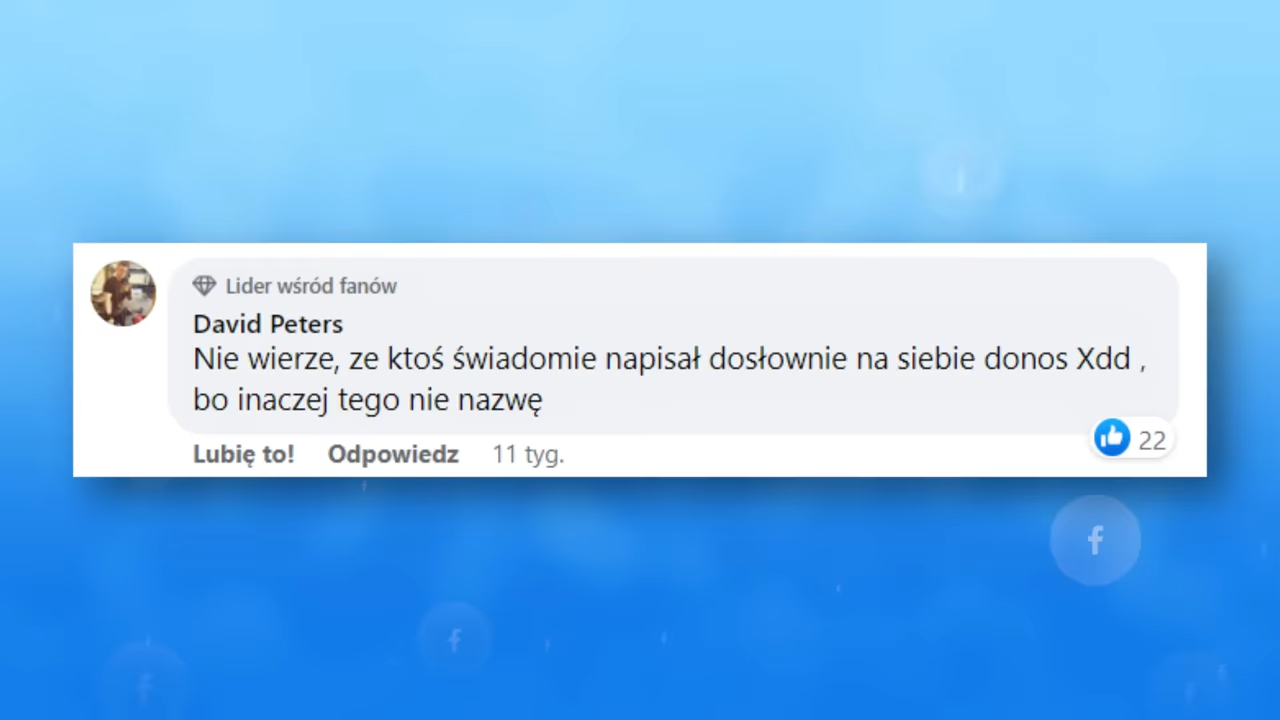 Lider wśród fanów
David Peters
Nie wierze, ze ktoś świadomie napisał dosłownie na siebie donos Xdd ,
bo inaczej tego nie nazwę
Lubię to! Odpowiedz 11 tyg. 22